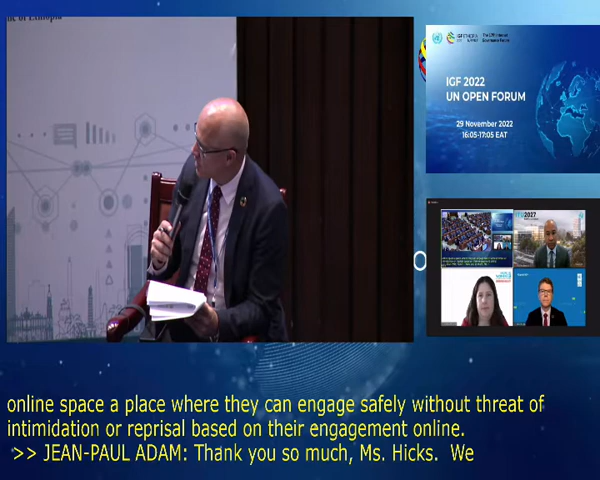 of Ethiopia
IGF 2022
UN OPEN FORUM
29 November 2022
16:05-17:05 EAT
online space a place where they can engage safely without threat of
intimidation or reprisal based on their engagement online.
>> JEAN-PAUL ADAM: Thank you so much, Ms. Hicks. We